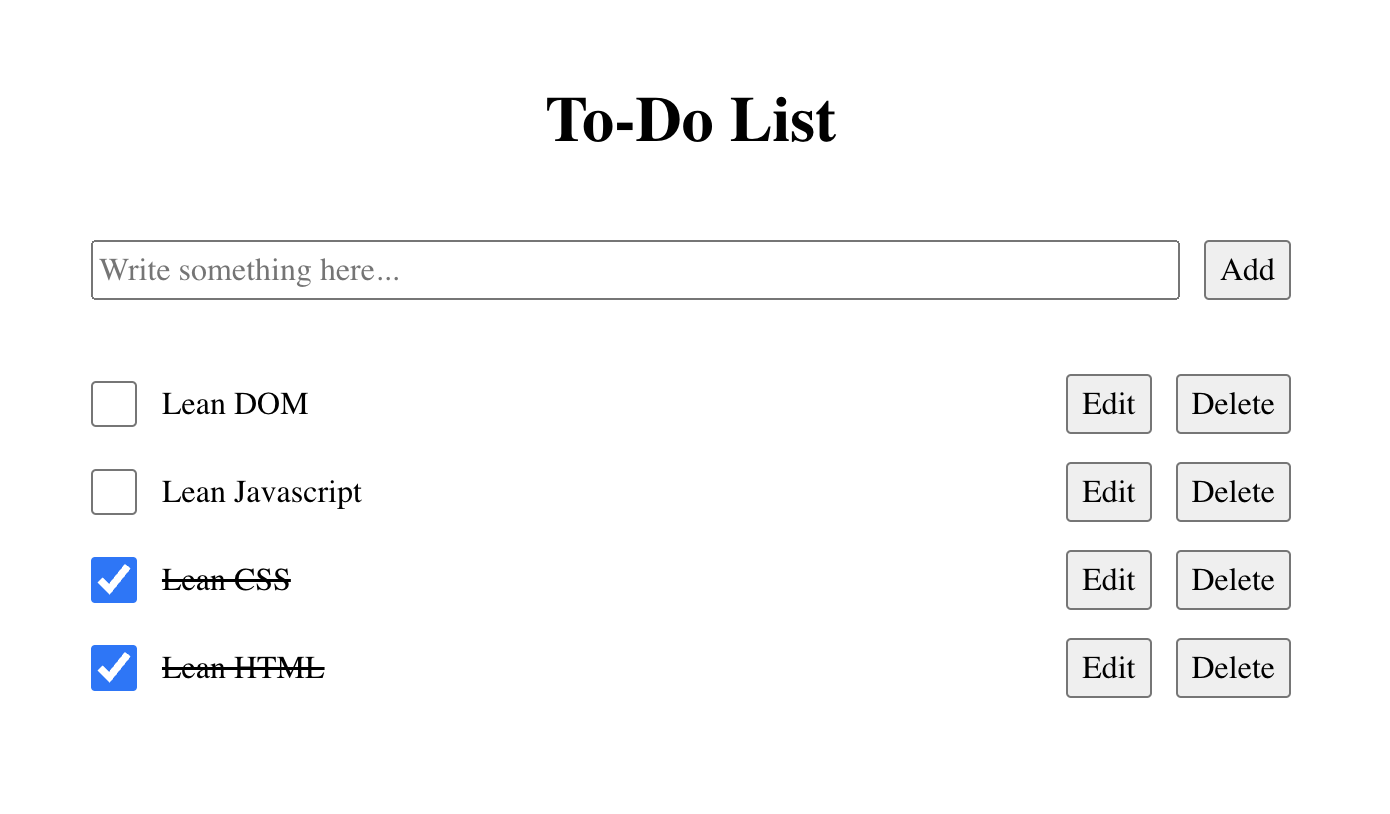 To-Do List
Write something here...
Add
Lean DOM
Edit
Delete
Lean Javascript
Edit
Delete
Lean CSS
Edit
Delete
Lean HTML
Edit
Delete